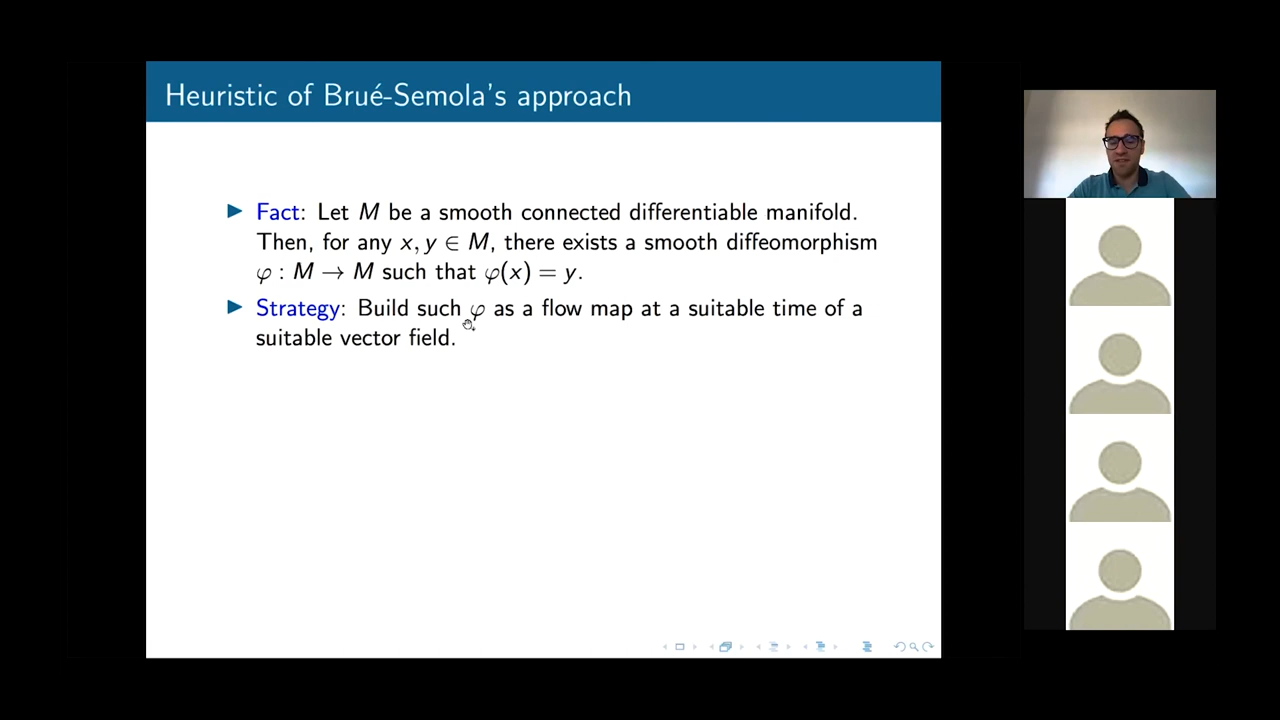 Heuristic of Brué-Semola's approach
Fact: Let M be a smooth connected differentiable manifold.
Then, for any x, y ∈ M, there exists a smooth diffeomorphism
φ : M → M such that φ(x) = y.
Strategy: Build such φ as a flow map at a suitable time of a
suitable vector field.